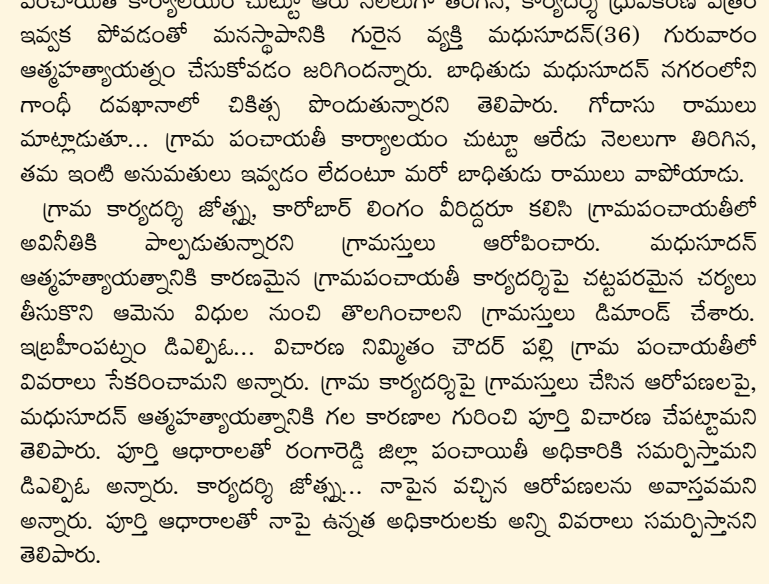 పంచాయతీ కార్యాలయం చుట్టూ ఆరు నెలలుగా తిరిగిన, కార్యదర్శి ధ్రువీకరణ పత్రం
ఇవ్వక పోవడంతో మనస్థాపానికి గురైన వ్యక్తి మధుసూదన్(36) గురువారం
ఆత్మహత్యాయత్నం చేసుకోవడం జరిగిందన్నారు. బాధితుడు మధుసూదన్ నగరంలోని
గాంధీ దవఖానాలో చికిత్స పొందుతున్నారని తెలిపారు. గోదాసు రాములు
మాట్లాడుతూ... గ్రామ పంచాయతీ కార్యాలయం చుట్టూ ఆరేడు నెలలుగా తిరిగిన,
తమ ఇంటి అనుమతులు ఇవ్వడం లేదంటూ మరో బాధితుడు రాములు వాపోయాడు.
గ్రామ కార్యదర్శి జోత్స్న, కారోబార్ లింగం వీరిద్దరూ కలిసి గ్రామపంచాయతీలో
అవినీతికి పాల్పడుతున్నారని గ్రామస్తులు ఆరోపించారు. మధుసూదన్
ఆత్మహత్యాయత్నానికి కారణమైన గ్రామపంచాయతీ కార్యదర్శిపై చట్టపరమైన చర్యలు
తీసుకొని ఆమెను విధుల నుంచి తొలగించాలని గ్రామస్తులు డిమాండ్ చేశారు.
ఇబ్రహీంపట్నం డిఎల్పిఓ... విచారణ నిమ్మితం చౌదర్ పల్లి గ్రామ పంచాయతీలో
వివరాలు సేకరించామని అన్నారు. గ్రామ కార్యదర్శిపై గ్రామస్తులు చేసిన ఆరోపణలపై,
మధుసూదన్ ఆత్మహత్యాయత్నానికి గల కారణాల గురించి పూర్తి విచారణ చేపట్టామని
తెలిపారు. పూర్తి ఆధారాలతో రంగారెడ్డి జిల్లా పంచాయితీ అధికారికి సమర్పిస్తామని
డిఎల్పిఓ అన్నారు. కార్యదర్శి జోత్స్న... నాపైన వచ్చిన ఆరోపణలను అవాస్తవమని
అన్నారు. పూర్తి ఆధారాలతో నాపై ఉన్నత అధికారులకు అన్ని వివరాలు సమర్పిస్తానని
తెలిపారు.